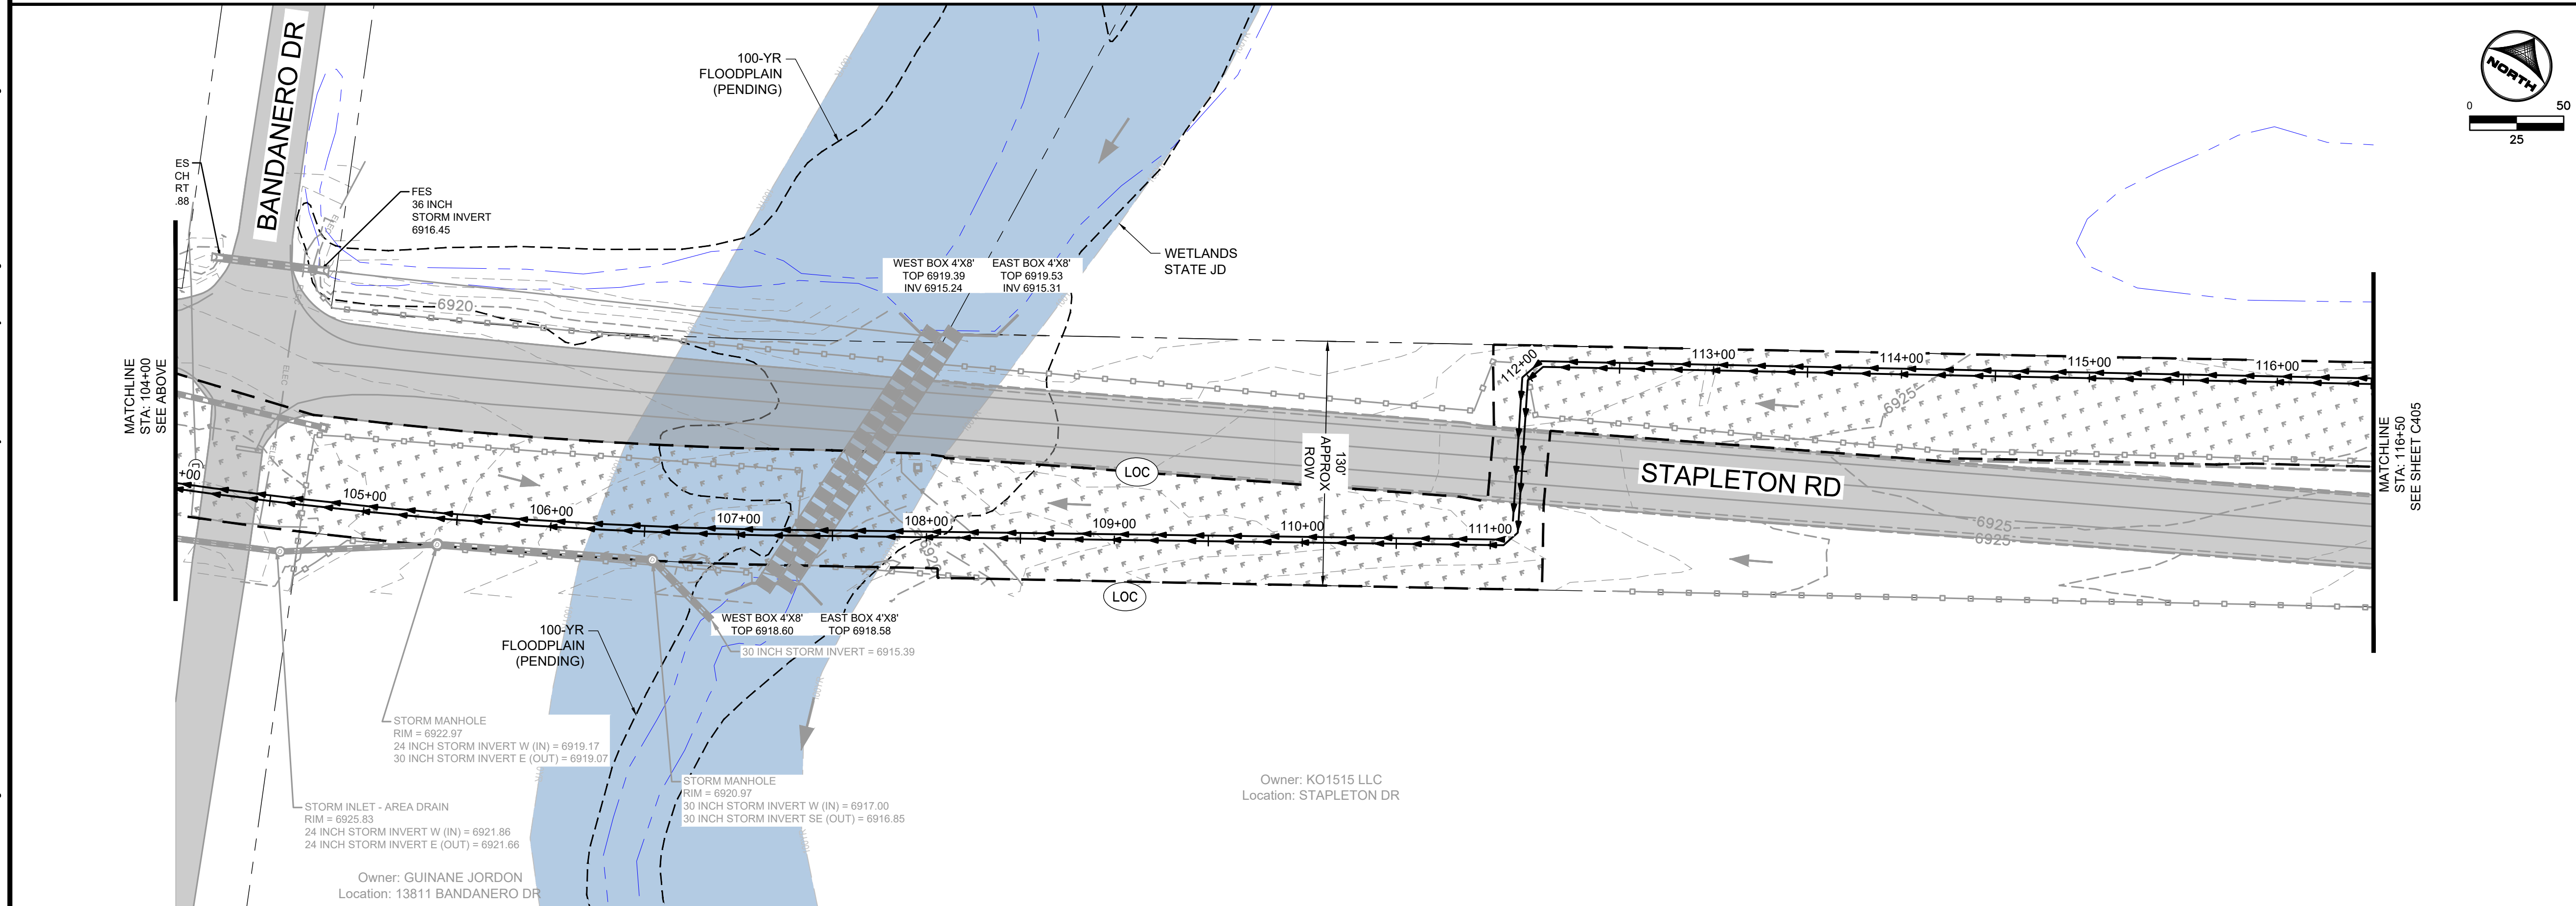 BANDANERO DR
100-YR
FLOODPLAIN
(PENDING)
NORTH
0
50
25
ES
CH
RT
.88
FES
36 INCH
STORM INVERT
6916.45
WETLANDS
STATE JD
WEST BOX 4'X8'
TOP 6919.39
INV 6915.24
EAST BOX 4'X8'
TOP 6919.53
INV 6915.31
6920
ELEC
ELEC
ELEC
ELEC
MATCHLINE
STA: 104+00
SEE ABOVE
112+00
113+00
114+00
115+00
116+00
6925
MATCHLINE
STA: 116+50
SEE SHEET C405
130'
APPROX
ROW
LOC
STAPLETON RD
+00
105+00
106+00
107+00
108+00
109+00
110+00
111+00
6925
6925
LOC
WEST BOX 4'X8'
TOP 6918.60
EAST BOX 4'X8'
TOP 6918.58
30 INCH STORM INVERT = 6915.39
100-YR
FLOODPLAIN
(PENDING)
STORM MANHOLE
RIM = 6922.97
24 INCH STORM INVERT W (IN) = 6919.17
30 INCH STORM INVERT E (OUT) = 6919.07
STORM MANHOLE
RIM = 6920.97
30 INCH STORM INVERT W (IN) = 6917.00
30 INCH STORM INVERT SE (OUT) = 6916.85
STORM INLET - AREA DRAIN
RIM = 6925.83
24 INCH STORM INVERT W (IN) = 6921.86
24 INCH STORM INVERT E (OUT) = 6921.66
Owner: KO1515 LLC
Location: STAPLETON DR
Owner: GUINANE JORDON
Location: 13811 BANDANERO DR